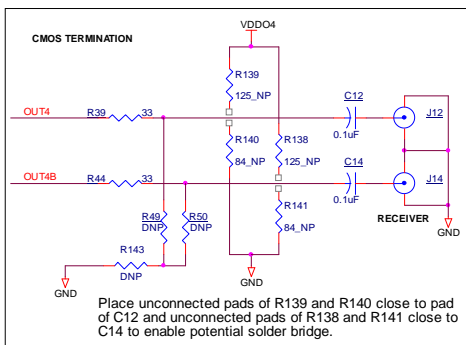 CMOS TERMINATION
VDDO4
R139
125_NP
C12
J12
OUT4
R39
33
0.1uF
R140
84_NP
R138
125_NP
C14
J14
OUT4B
R44
33
0.1uF
R141
84_NP
RECEIVER
R49
DNP
R50
DNP
R143
DNP
GND
GND
GND
Place unconnected pads of R139 and R140 close to pad
of C12 and unconnected pads of R138 and R141 close to
C14 to enable potential solder bridge.